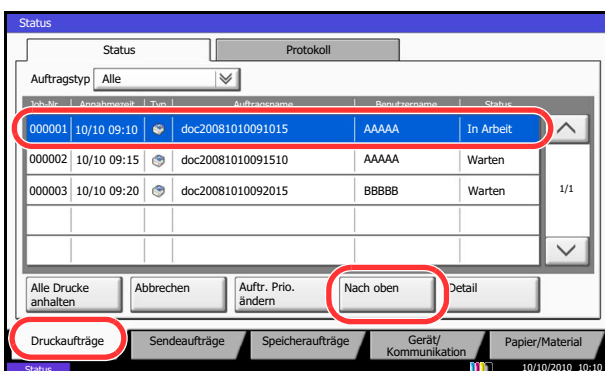 Status
Status Protokoll
Auftragstyp Alle
Job-Nr. Annahmezeit Typ Auftragsname Benutzername Status
000001 10/10 09:10 doc20081010091015 AAAAA In Arbeit
000002 10/10 09:15 doc20081010091510 AAAAA Warten
000003 10/10 09:20 doc20081010092015 BBBBB Warten
1/1
Alle Drucke anhalten Abbrechen Auftr. Prio. ändern Nach oben Detail
Druckaufträge Sendeaufträge Speicheraufträge Gerät/ Kommunikation Papier/Material
Status 10/10/2010 10:10